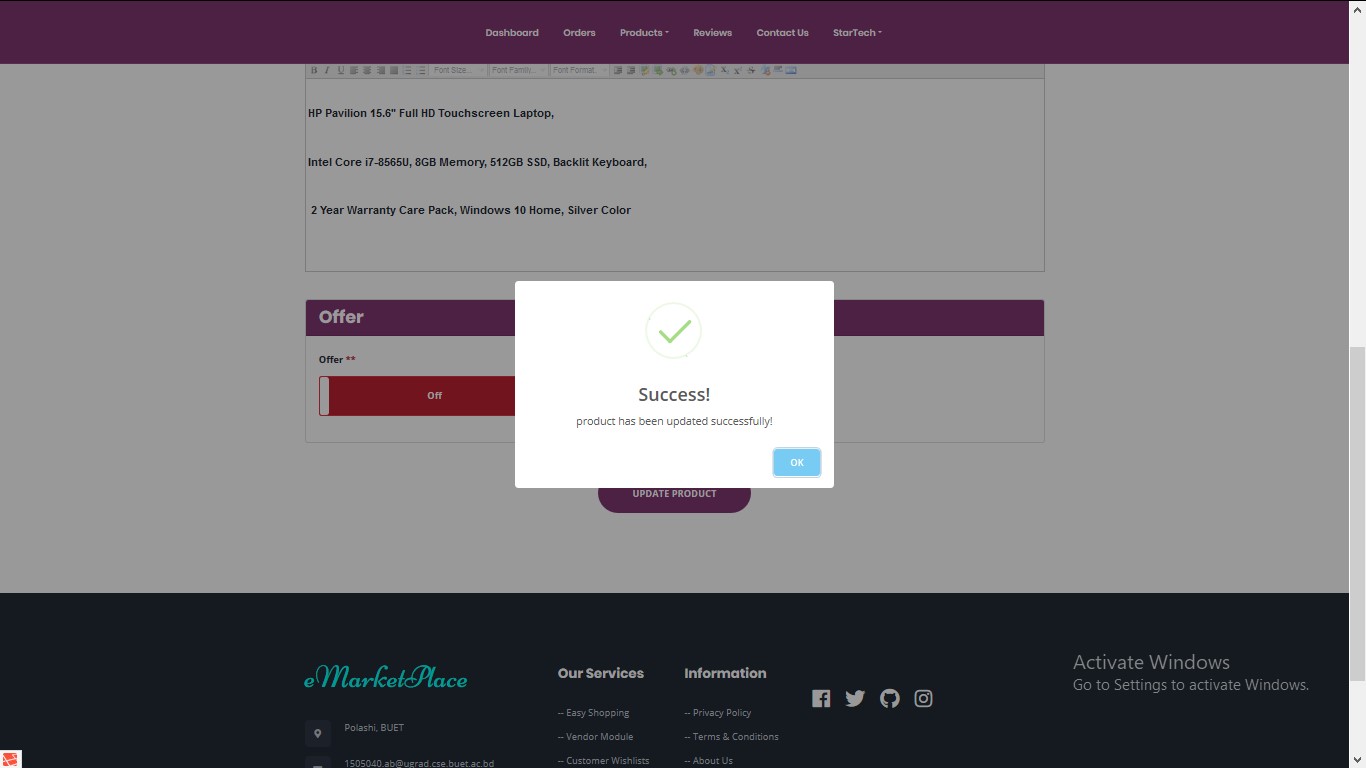 Dashboard Orders Products Reviews Contact Us StarTech
B I U Font Size... Font Family... Font Format...
HP Pavilion 15.6" Full HD Touchscreen Laptop,
Intel Core i7-8565U, 8GB Memory, 512GB SSD, Backlit Keyboard,
2 Year Warranty Care Pack, Windows 10 Home, Silver Color
Offer
Offer **
Off
Success!
product has been updated successfully!
OK
UPDATE PRODUCT
eMarketPlace
Polashi, BUET
1505040.ab@ugrad.cse.buet.ac.bd
Our Services
-- Easy Shopping
-- Vendor Module
-- Customer Wishlists
Information
-- Privacy Policy
-- Terms & Conditions
-- About Us
Activate Windows
Go to Settings to activate Windows.